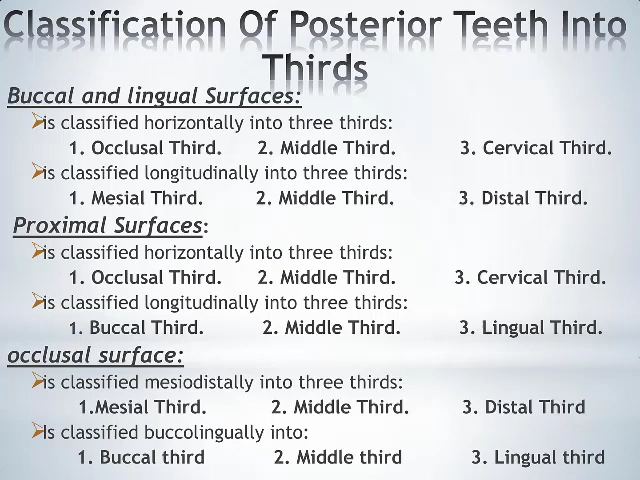 Classification Of Posterior Teeth Into
Thirds
Buccal and lingual Surfaces:
is classified horizontally into three thirds:
1. Occlusal Third. 2. Middle Third. 3. Cervical Third.
is classified longitudinally into three thirds:
1. Mesial Third. 2. Middle Third. 3. Distal Third.
Proximal Surfaces:
is classified horizontally into three thirds:
1. Occlusal Third. 2. Middle Third. 3. Cervical Third.
is classified longitudinally into three thirds:
1. Buccal Third. 2. Middle Third. 3. Lingual Third.
occlusal surface:
is classified mesiodistally into three thirds:
1.Mesial Third. 2. Middle Third. 3. Distal Third
Is classified buccolingually into:
1. Buccal third 2. Middle third 3. Lingual third